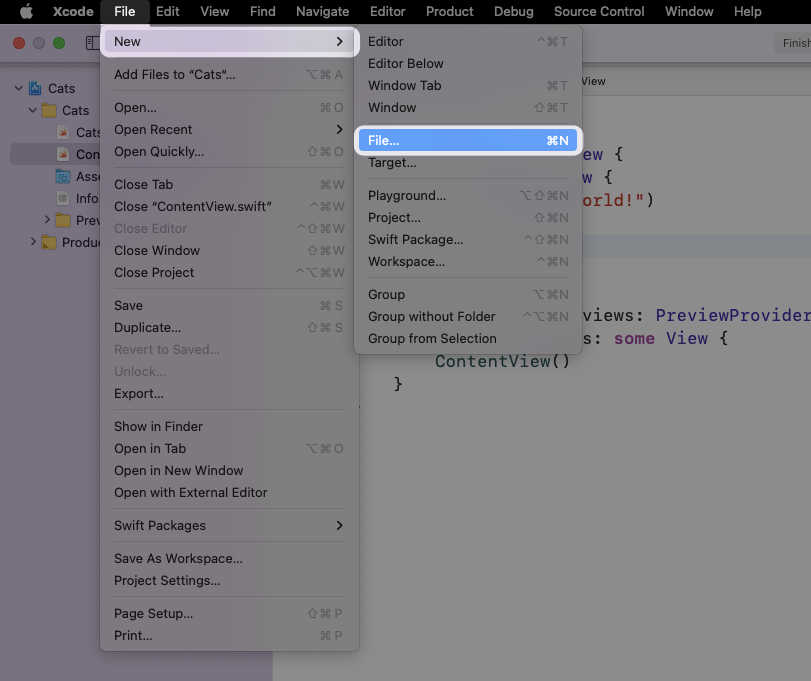 Xcode File Edit View Find Navigate Editor Product Debug Source Control Window Help
Finish
New
Add Files to “Cats”... ⌥⌘A
Open... ⌘O
Open Recent
Open Quickly... ⇧⌘O
Close Tab ⌘W
Close “ContentView.swift” ^⌘W
Close Editor ^⇧⌘W
Close Window ⇧⌘W
Close Project ^⌥⌘W
Save ⌘S
Duplicate... ⇧⌘S
Revert to Saved...
Unlock...
Export...
Show in Finder
Open in Tab ⌥⌘O
Open in New Window
Open with External Editor
Swift Packages
Save As Workspace...
Project Settings...
Page Setup... ⇧⌘P
Print... ⌘P
Editor ^⌘T
Editor Below
Window Tab ⌘T
Window ⇧⌘T
File... ⌘N
Target...
Playground... ⌥⇧⌘N
Project... ⇧⌘N
Swift Package... ^⇧⌘N
Workspace... ^⌘N
Group ⌥⌘N
Group without Folder ^⌥⌘N
Group from Selection
Cats
Cats
Cats
Con
Asse
Info
Prev
Produc
View
ew {
w {
orld!")
views: PreviewProvider
s: some View {
ContentView()
}